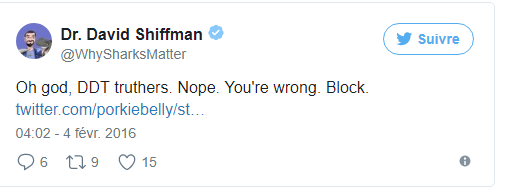 Dr. David Shiffman
Suivre
@WhySharksMatter
Oh god, DDT truthers. Nope. You're wrong. Block.
twitter.com/porkiebelly/st…
04:02 - 4 févr. 2016
6 9 15